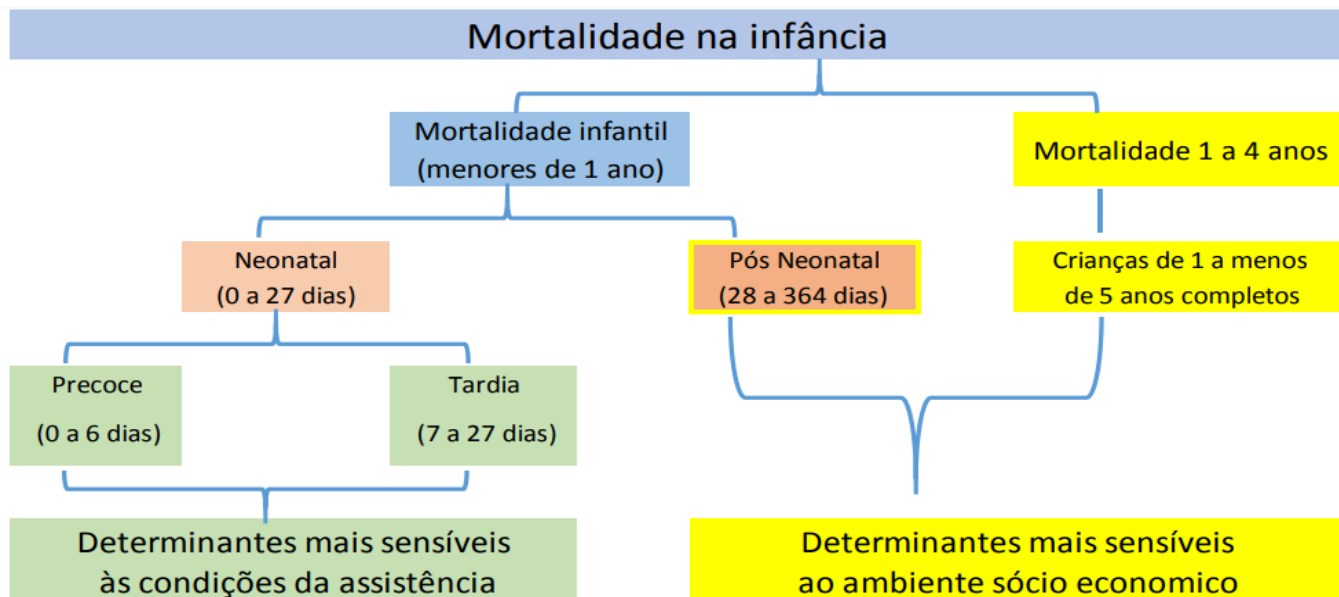 Mortalidade na infância
Mortalidade infantil
(menores de 1 ano)
Mortalidade 1 a 4 anos
Neonatal
(0 a 27 dias)
Pós Neonatal
(28 a 364 dias)
Crianças de 1 a menos
de 5 anos completos
Precoce
(0 a 6 dias)
Tardia
(7 a 27 dias)
Determinantes mais sensíveis
às condições da assistência
Determinantes mais sensíveis
ao ambiente sócio economico